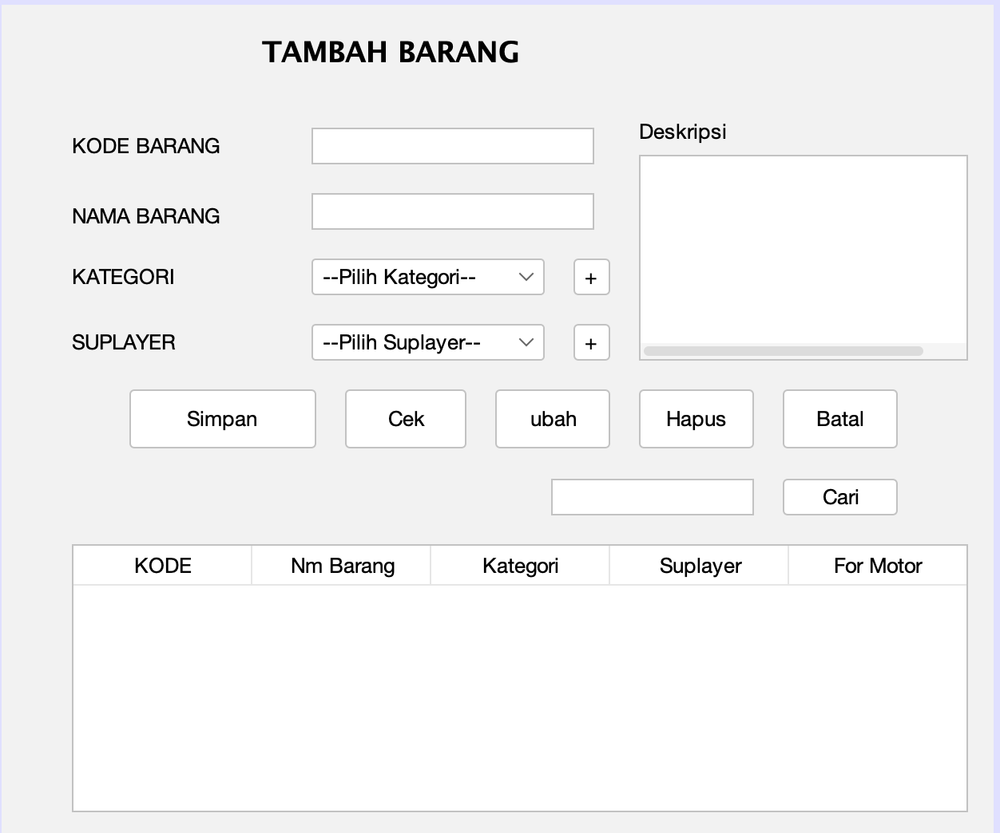 TAMBAH BARANG
KODE BARANG
Deskripsi
NAMA BARANG
KATEGORI --Pilih Kategori-- +
SUPLAYER --Pilih Suplayer-- +
Simpan Cek ubah Hapus Batal
Cari
KODE Nm Barang Kategori Suplayer For Motor